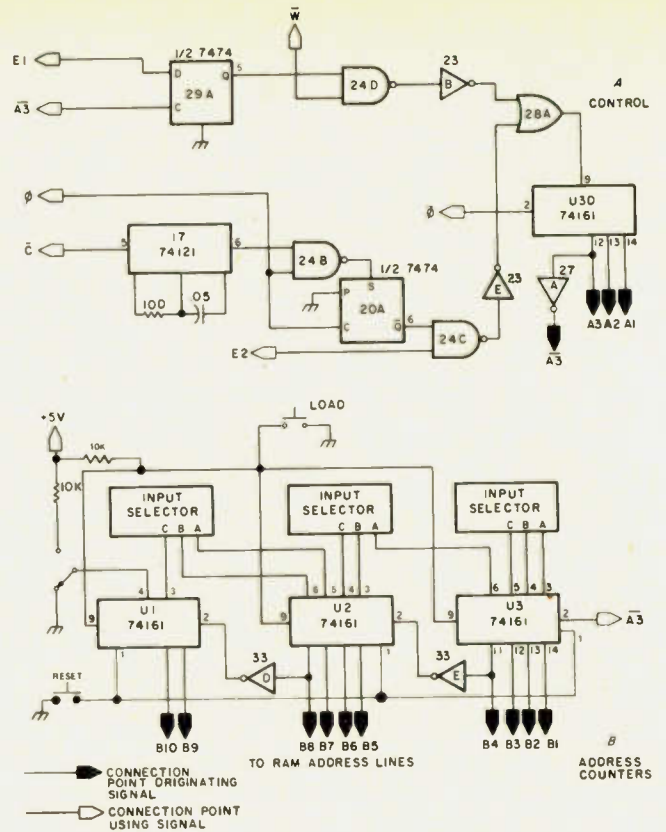 W̅
E1
A̅3̅
1/2 7474
D Q 5
29A
C
24D
23
B
28A
A
CONTROL
9
Ø 2
U30
74161
12 13 14
Ø
C̅ 5
17
74121
6
24B
1/2 7474
S
P
20A
C Q̅ 6
100 .05
E2
24C
E 23
27
A
A3 A2 A1
A̅3̅
+5V
10K
10K
LOAD
INPUT
SELECTOR
C B A
INPUT
SELECTOR
C B A
INPUT
SELECTOR
C B A
4 3
9 U1 2
74161
1
6 5 4 3
9 U2 2
74161
1
6 5 4 3
9 U3 2
74161
11 12 13 14 1
A̅3̅
33
D
33
E
RESET
B10 B9
B8 B7 B6 B5
B4 B3 B2 B1
TO RAM ADDRESS LINES
B
ADDRESS
COUNTERS
CONNECTION
POINT ORIGINATING
SIGNAL
CONNECTION POINT
USING SIGNAL